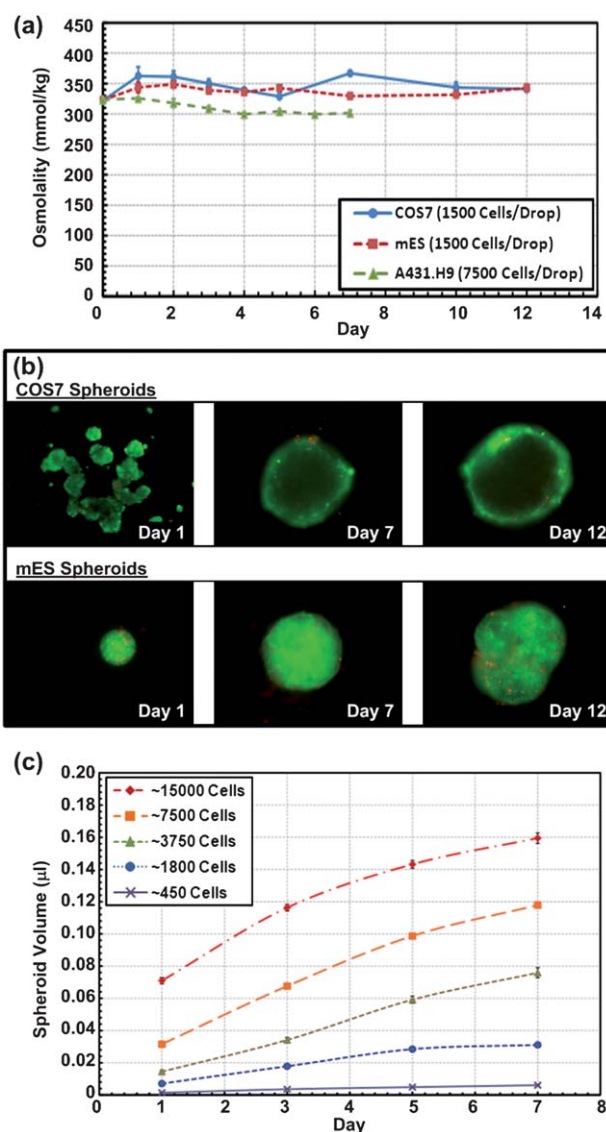 (a)
450
400
350
300
250
200
150
100
50
0
Osmolality (mmol/kg)
COS7 (1500 Cells/Drop)
mES (1500 Cells/Drop)
A431.H9 (7500 Cells/Drop)
0 2 4 6 8 10 12 14
Day
(b)
COS7 Spheroids
Day 1 Day 7 Day 12
mES Spheroids
Day 1 Day 7 Day 12
(c)
0.20
0.18
0.16
0.14
0.12
0.10
0.08
0.06
0.04
0.02
0
Spheroid Volume (µl)
~15000 Cells
~7500 Cells
~3750 Cells
~1800 Cells
~450 Cells
0 1 2 3 4 5 6 7 8
Day